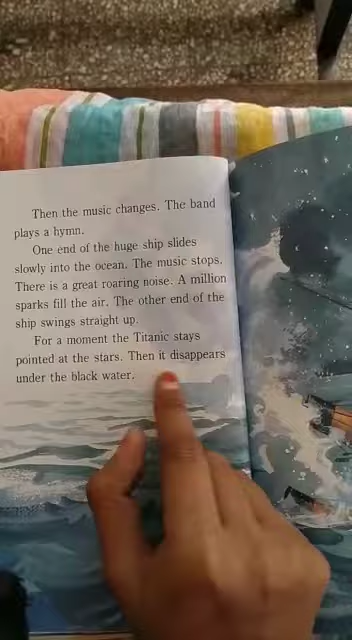 Then the music changes. The band
plays a hymn.
One end of the huge ship slides
slowly into the ocean. The music stops.
There is a great roaring noise. A million
sparks fill the air. The other end of the
ship swings straight up.
For a moment the Titanic stays
pointed at the stars. Then it disappears
under the black water.